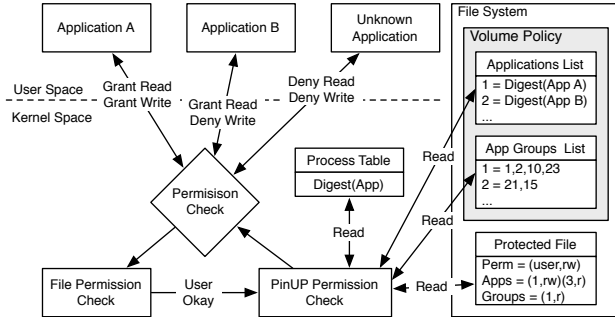 Application A
Application B
Unknown
Application
File System
Volume Policy
Applications List
1 = Digest(App A)
2 = Digest(App B)
...
User Space
Kernel Space
Grant Read
Grant Write
Grant Read
Deny Write
Deny Read
Deny Write
App Groups List
1 = 1,2,10,23
2 = 21,15
...
Process Table
Digest(App)
Read
Read
Read
Permisison
Check
File Permission
Check
User
Okay
PinUP Permission
Check
Read
Protected File
Perm = (user,rw)
Apps = (1,rw)(3,r)
Groups = (1,r)